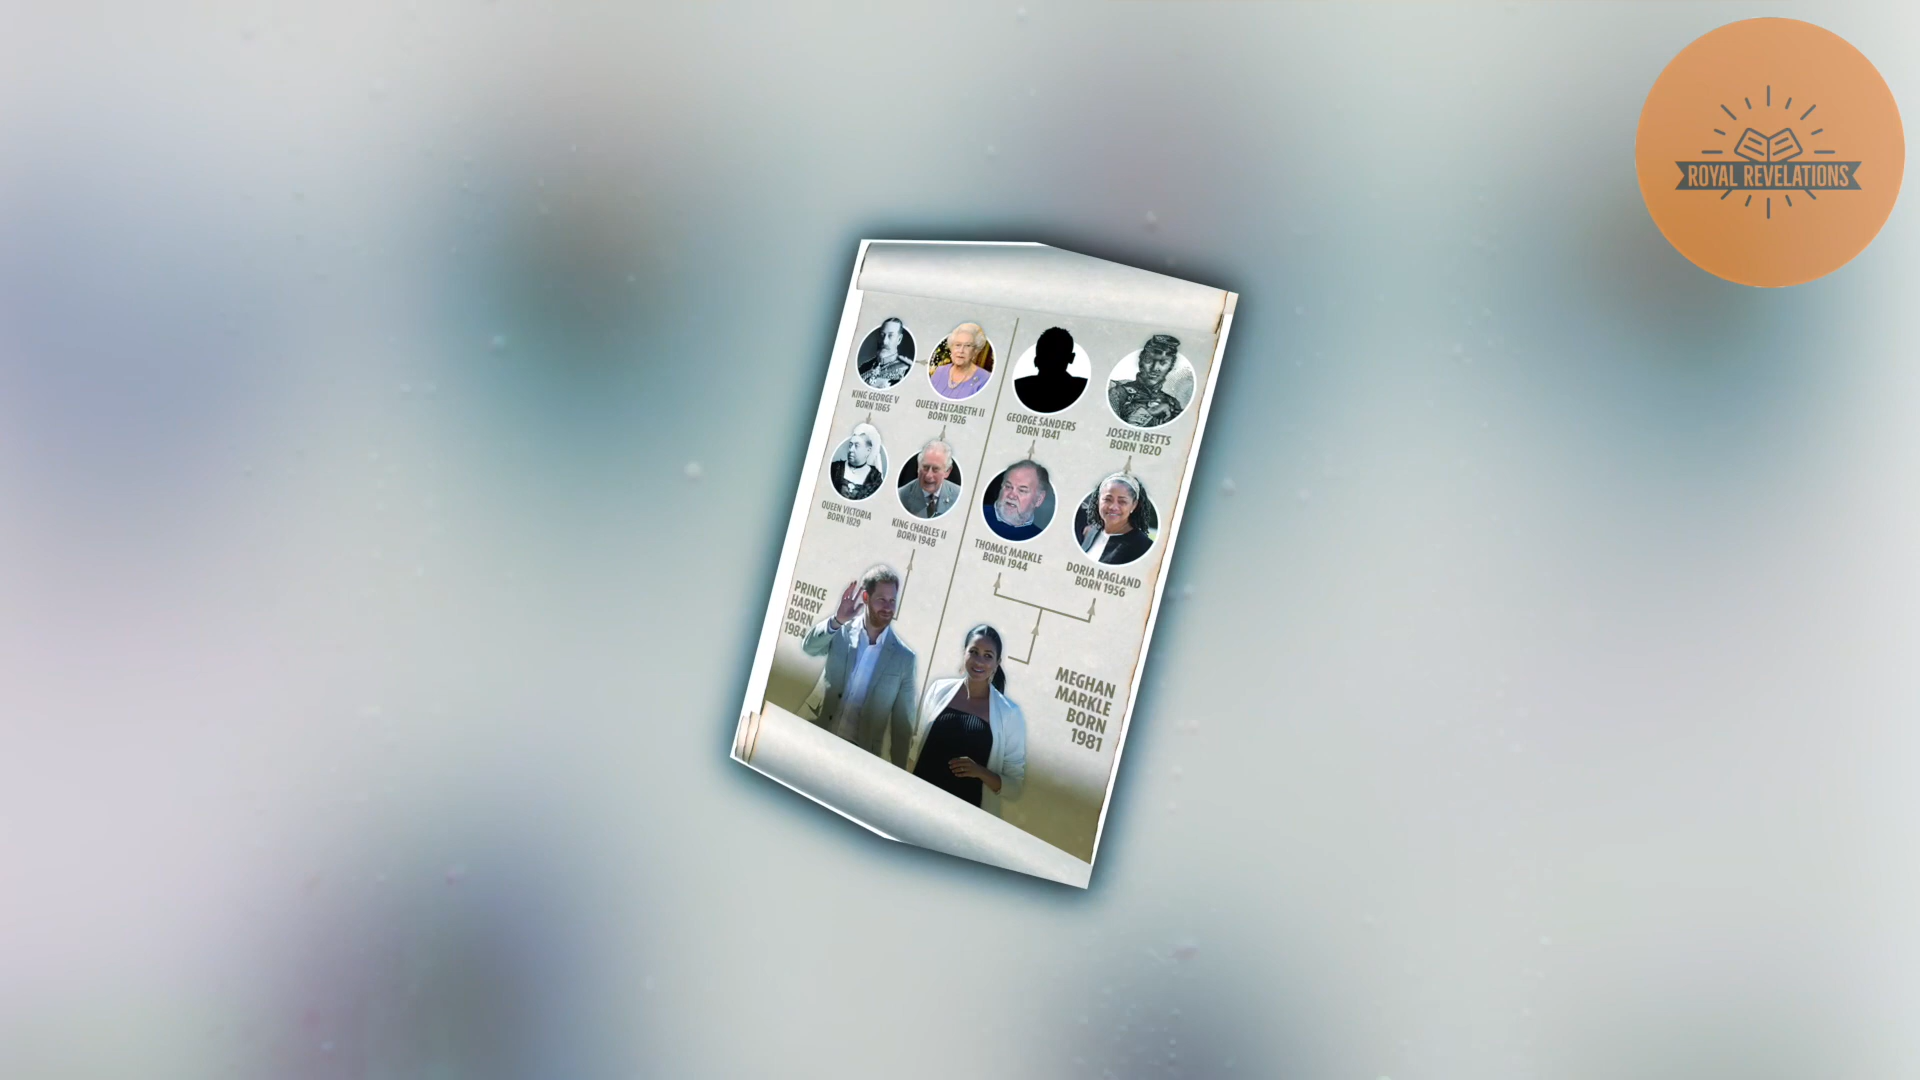 ROYAL REVELATIONS
KING GEORGE V
BORN 1865
QUEEN ELIZABETH II
BORN 1926
GEORGE SANDERS
BORN 1841
JOSEPH BETTS
BORN 1820
QUEEN VICTORIA
BORN 1829
KING CHARLES II
BORN 1948
THOMAS MARKLE
BORN 1944
DORIA RAGLAND
BORN 1956
PRINCE
HARRY
BORN
1984
MEGHAN
MARKLE
BORN
1981